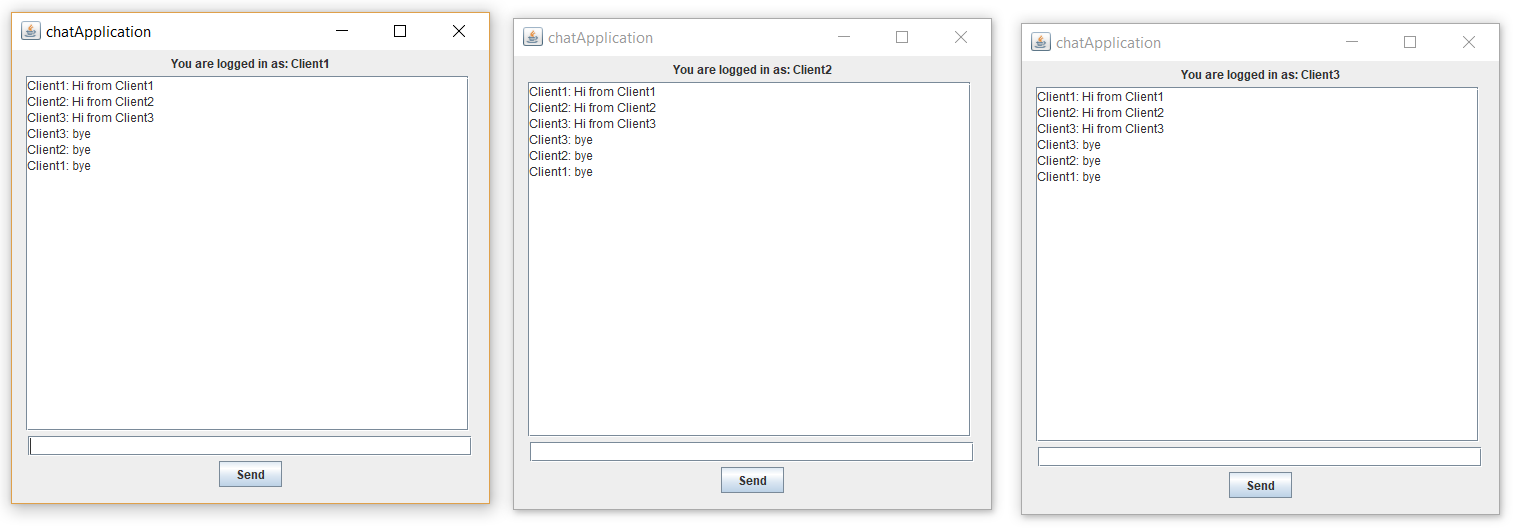 chatApplication
You are logged in as: Client1
Client1: Hi from Client1
Client2: Hi from Client2
Client3: Hi from Client3
Client3: bye
Client2: bye
Client1: bye
Send
chatApplication
You are logged in as: Client2
Client1: Hi from Client1
Client2: Hi from Client2
Client3: Hi from Client3
Client3: bye
Client2: bye
Client1: bye
Send
chatApplication
You are logged in as: Client3
Client1: Hi from Client1
Client2: Hi from Client2
Client3: Hi from Client3
Client3: bye
Client2: bye
Client1: bye
Send